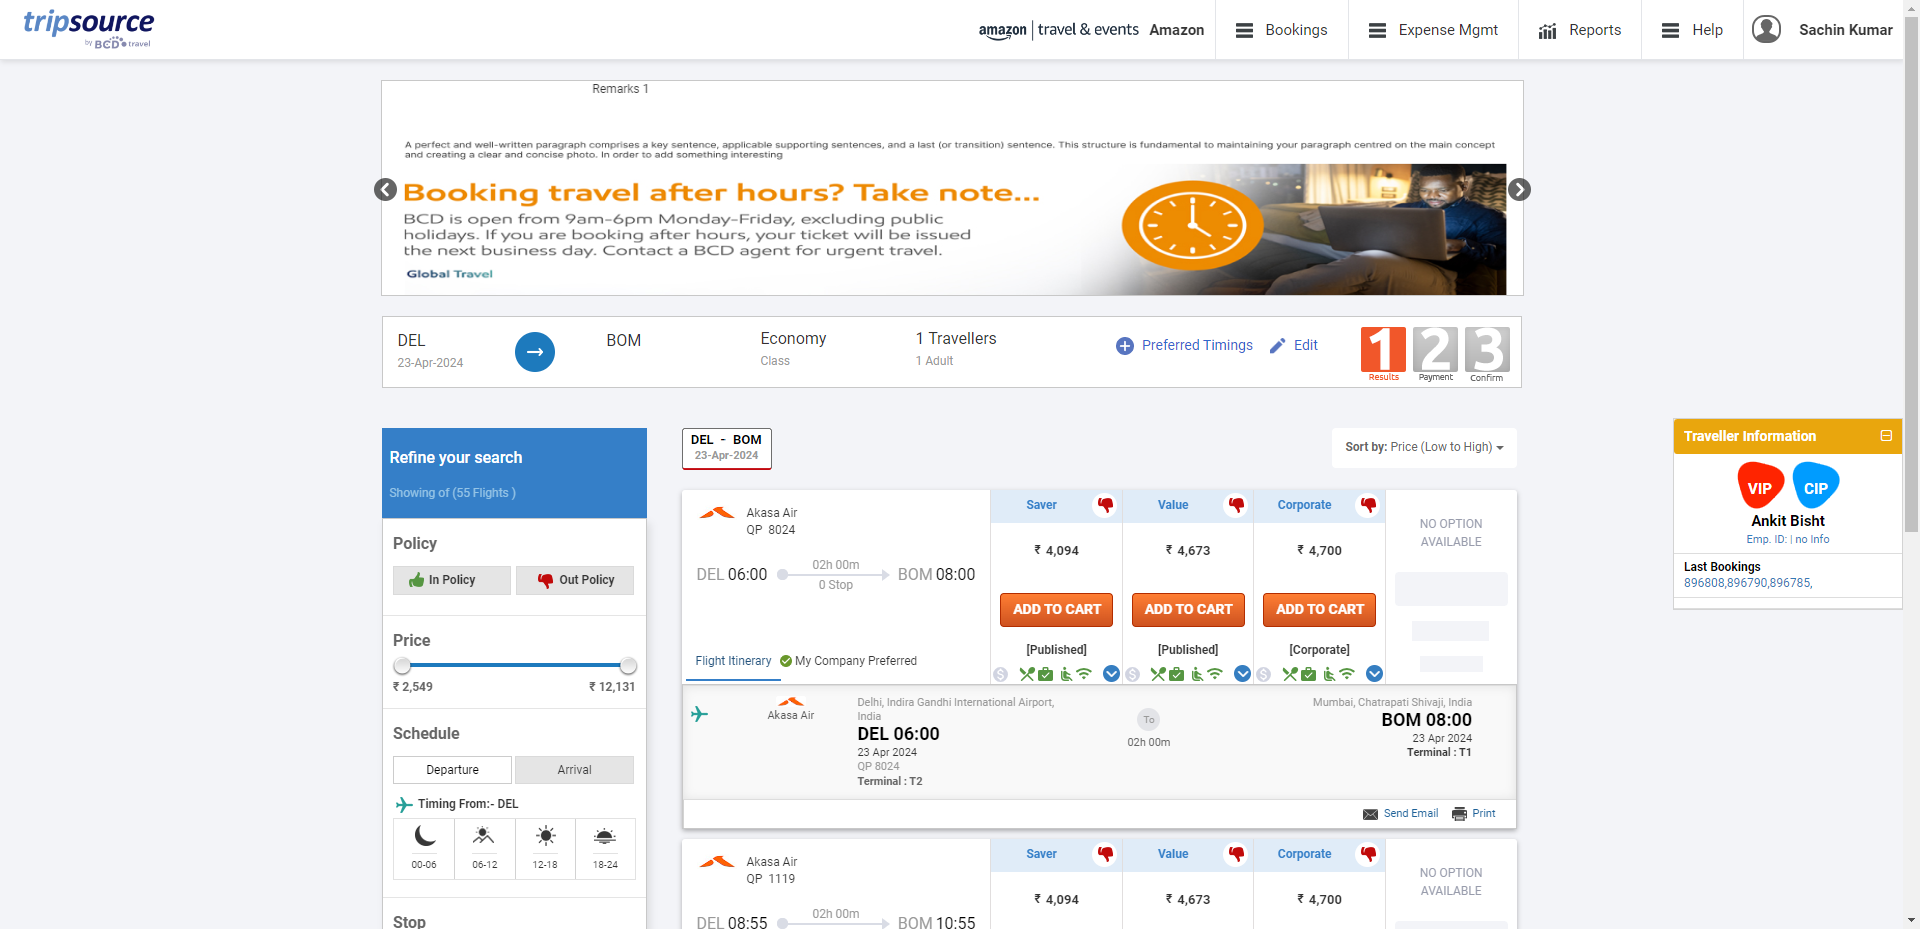 tripsource
by BCD travel
amazon | travel & events Amazon
Bookings
Expense Mgmt
Reports
Help
Sachin Kumar
Remarks 1
A perfect and well-written paragraph comprises a key sentence, applicable supporting sentences, and a last (or transition) sentence. This structure is fundamental to maintaining your paragraph centred on the main concept
and creating a clear and concise photo. In order to add something interesting
Booking travel after hours? Take note...
BCD is open from 9am-6pm Monday-Friday, excluding public
holidays. If you are booking after hours, your ticket will be issued
the next business day. Contact a BCD agent for urgent travel.
Global Travel
DEL
23-Apr-2024
BOM
Economy
Class
1 Travellers
1 Adult
Preferred Timings
Edit
1 2 3
Results Payment Confirm
Refine your search
Showing of (55 Flights )
Policy
In Policy
Out Policy
Price
₹ 2,549
₹ 12,131
Schedule
Departure
Arrival
Timing From:- DEL
00-06
06-12
12-18
18-24
Stop
DEL - BOM
23-Apr-2024
Sort by: Price (Low to High)
Akasa Air
QP 8024
DEL 06:00
02h 00m
0 Stop
BOM 08:00
Flight Itinerary
My Company Preferred
Saver
₹ 4,094
ADD TO CART
[Published]
$
Value
₹ 4,673
ADD TO CART
[Published]
$
Corporate
₹ 4,700
ADD TO CART
[Corporate]
$
NO OPTION
AVAILABLE
Akasa Air
Delhi, Indira Gandhi International Airport,
India
DEL 06:00
23 Apr 2024
QP 8024
Terminal : T2
To
02h 00m
Mumbai, Chatrapati Shivaji, India
BOM 08:00
23 Apr 2024
Terminal : T1
Send Email
Print
Akasa Air
QP 1119
DEL 08:55
02h 00m
BOM 10:55
Saver
₹ 4,094
Value
₹ 4,673
Corporate
₹ 4,700
NO OPTION
AVAILABLE
Traveller Information
VIP
CIP
Ankit Bisht
Emp. ID: | no Info
Last Bookings
896808,896790,896785,